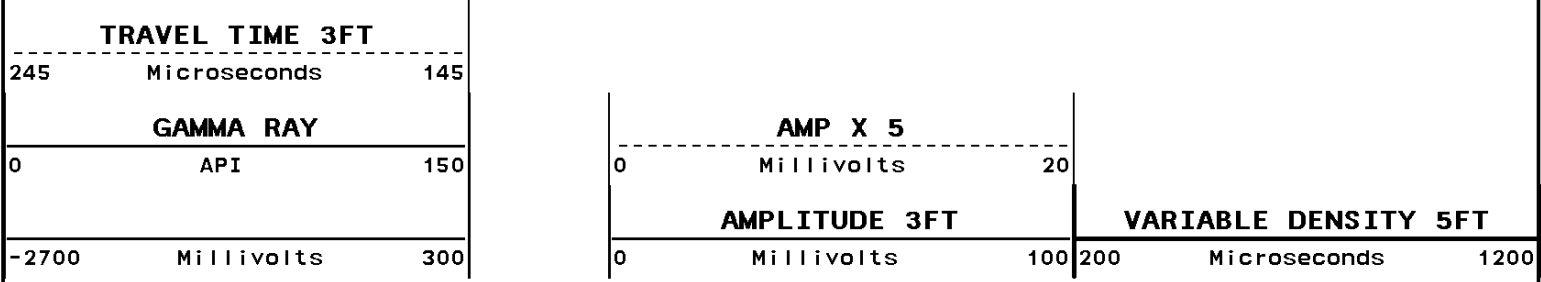 TRAVEL TIME 3FT
245 Microseconds 145
GAMMA RAY AMP X 5
0 API 150 0 Millivolts 20
AMPLITUDE 3FT VARIABLE DENSITY 5FT
-2700 Millivolts 300 0 Millivolts 100 200 Microseconds 1200